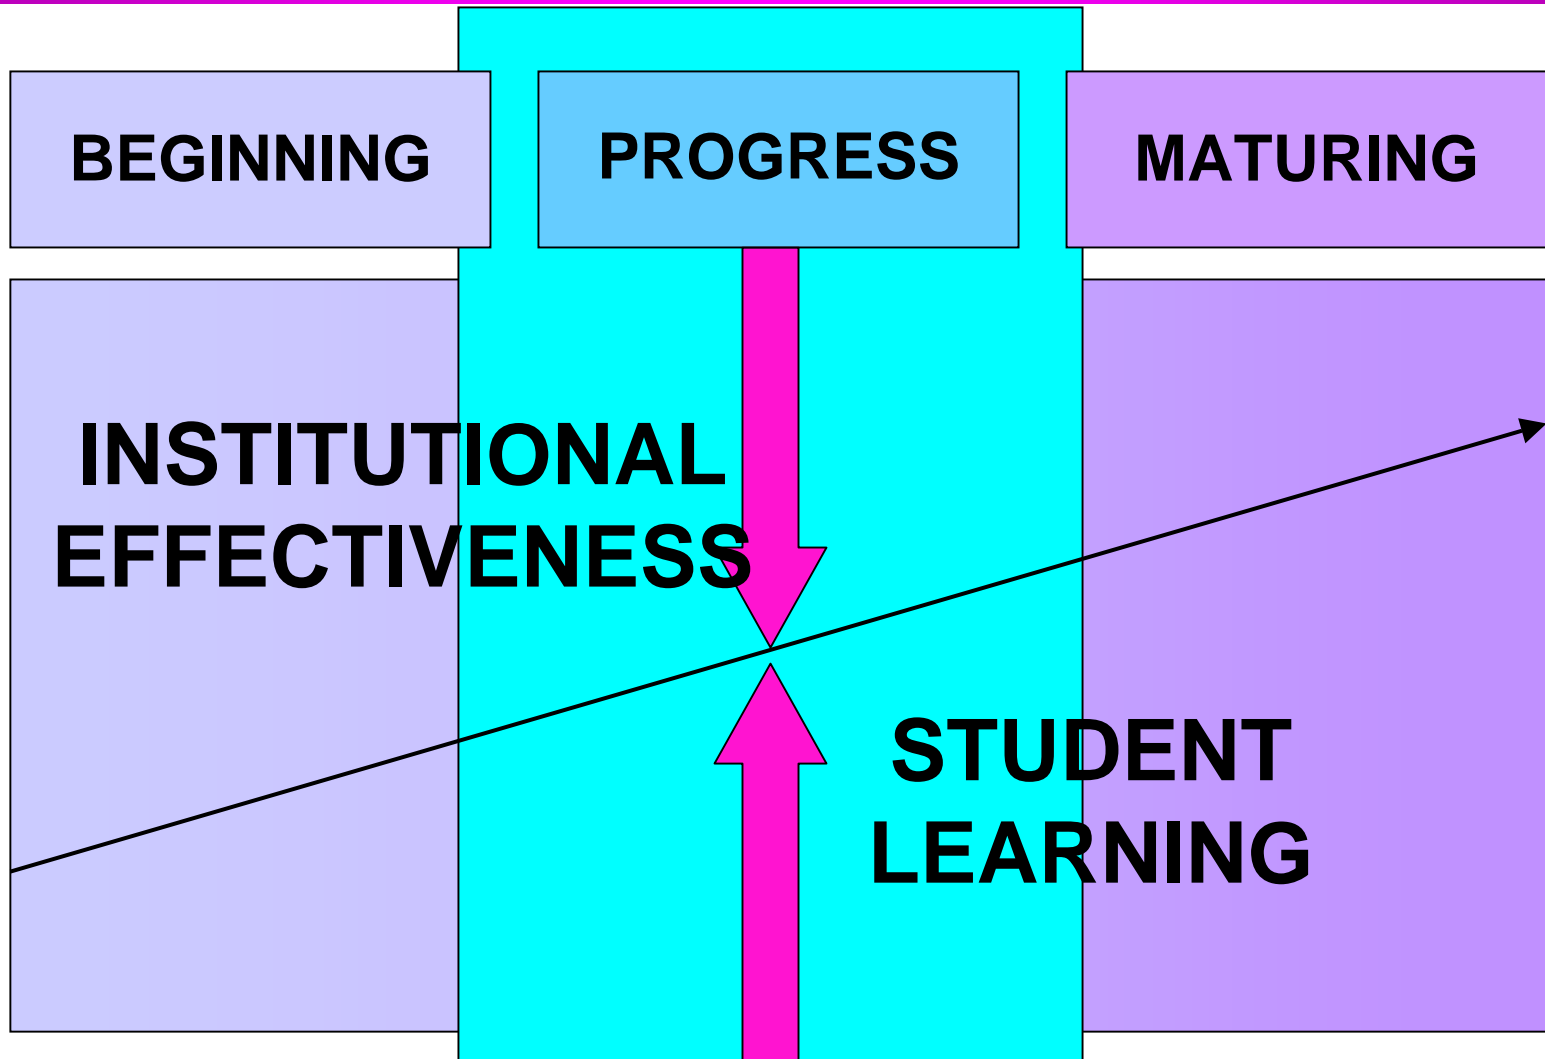 BEGINNING
PROGRESS
MATURING
INSTITUTIONAL
EFFECTIVENESS
STUDENT
LEARNING